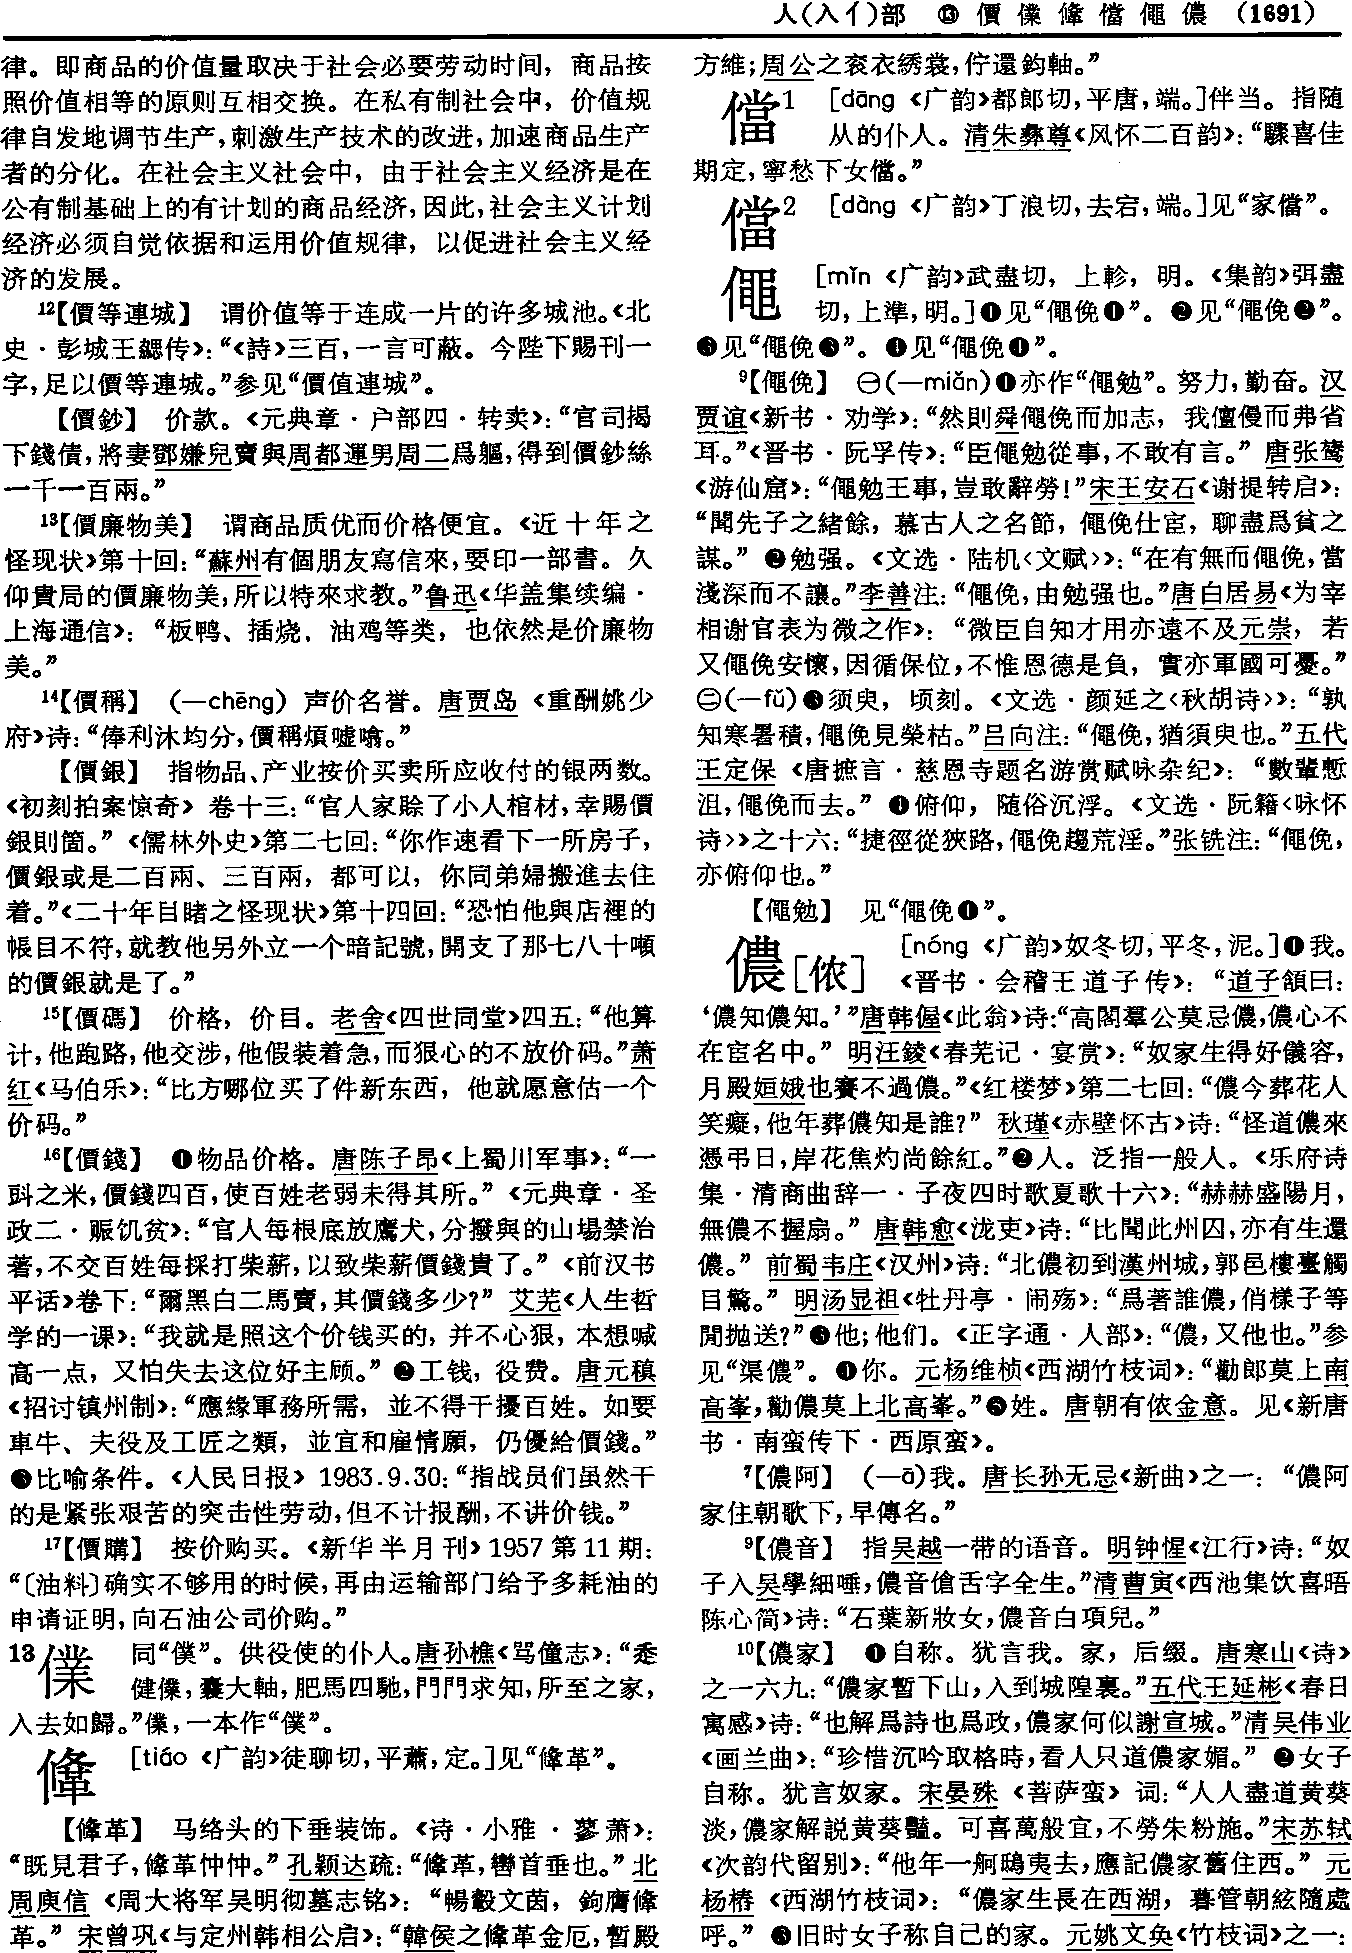 人(入亻)部　⓭ 價 僕 鞗 儅 僶 儂 (1691)
律。即商品的价值量取决于社会必要劳动时间，商品按
照价值相等的原则互相交换。在私有制社会中，价值规
律自发地调节生产，刺激生产技术的改进，加速商品生产
者的分化。在社会主义社会中，由于社会主义经济是在
公有制基础上的有计划的商品经济，因此，社会主义计划
经济必须自觉依据和运用价值规律，以促进社会主义经
济的发展。
12【價等連城】　谓价值等于连成一片的许多城池。《北
史·彭城王勰传》：“《詩》三百，一言可蔽。今陛下賜刊一
字，足以價等連城。”参见“價值連城”。
【價鈔】　价款。《元典章·户部四·转卖》：“官司揭
下錢債，將妻鄧嫌兒賣與周都運男周二爲軀，得到價鈔絲
一千一百兩。”
13【價廉物美】　谓商品质优而价格便宜。《近十年之
怪现状》第十回：“蘇州有個朋友寫信來，要印一部書。久
仰貴局的價廉物美，所以特來求教。”鲁迅《华盖集续编·
上海通信》：“板鸭、插烧，油鸡等类，也依然是价廉物
美。”
14【價稱】　(—chēng) 声价名誉。唐贾岛《重酬姚少
府》诗：“俸利沐均分，價稱煩噓噏。”
【價銀】　指物品、产业按价买卖所应收付的银两数。
《初刻拍案惊奇》卷十三：“官人家賒了小人棺材，幸賜價
銀則箇。”《儒林外史》第二七回：“你作速看下一所房子，
價銀或是二百兩、三百兩，都可以，你同弟婦搬進去住
着。”《二十年目睹之怪现状》第十四回：“恐怕他與店裡的
帳目不符，就教他另外立一个暗記號，開支了那七八十噸
的價銀就是了。”
15【價碼】　价格，价目。老舍《四世同堂》四五：“他算
计，他跑路，他交涉，他假装着急，而狠心的不放价码。”萧
红《马伯乐》：“比方哪位买了件新东西，他就愿意估一个
价码。”
16【價錢】　❶物品价格。唐陈子昂《上蜀川军事》：“一
㪷之米，價錢四百，使百姓老弱未得其所。”《元典章·圣
政二·赈饥贫》：“官人每根底放鷹犬，分撥與的山場禁治
著，不交百姓每採打柴薪，以致柴薪價錢貴了。”《前汉书
平话》卷下：“爾黑白二馬賣，其價錢多少？”艾芜《人生哲
学的一课》：“我就是照这个价钱买的，并不心狠，本想喊
高一点，又怕失去这位好主顾。”❷工钱，役费。唐元稹
《招讨镇州制》：“應緣軍務所需，並不得干擾百姓。如要
車牛、夫役及工匠之類，並宜和雇情願，仍優給價錢。”
❸比喻条件。《人民日报》1983.9.30：“指战员们虽然干
的是紧张艰苦的突击性劳动，但不计报酬，不讲价钱。”
17【價購】　按价购买。《新华半月刊》1957第11期：
“〔油料〕确实不够用的时候，再由运输部门给予多耗油的
申请证明，向石油公司价购。”
13 僕　同“僕”。供役使的仆人。唐孙樵《骂僮志》：“悉
健僕，囊大軸，肥馬四馳，門門求知，所至之家，
入去如歸。”僕，一本作“僕”。
鞗　[tiáo《广韵》徒聊切，平蕭，定。]见“鞗革”。
【鞗革】　马络头的下垂装饰。《诗·小雅·蓼萧》：
“既見君子，鞗革忡忡。”孔颖达疏：“鞗革，轡首垂也。”北
周庾信《周大将军吴明彻墓志铭》：“暢轂文茵，鉤膺鞗
革。”宋曾巩《与定州韩相公启》：“韓侯之鞗革金厄，暫殿
方維；周公之衮衣綉裳，佇還鈞軸。”
儅1　[dāng《广韵》都郎切，平唐，端。]伴当。指随
从的仆人。清朱彝尊《风怀二百韵》：“驟喜佳
期定，寧愁下女儅。”
儅2　[dàng《广韵》丁浪切，去宕，端。]见“家儅”。
僶　[mǐn《广韵》武盡切，上軫，明。《集韵》弭盡
切，上準，明。]❶见“僶俛❶”。❷见“僶俛❷”。
❸见“僶俛❸”。❹见“僶俛❹”。
9【僶俛】　㊀(—miǎn)❶亦作“僶勉”。努力，勤奋。汉
贾谊《新书·劝学》：“然則舜僶俛而加志，我儃僈而弗省
耳。”《晋书·阮孚传》：“臣僶勉從事，不敢有言。”唐张鷟
《游仙窟》：“僶勉王事，豈敢辭勞！”宋王安石《谢提转启》：
“聞先子之緒餘，慕古人之名節，僶俛仕宦，聊盡爲貧之
謀。”❷勉强。《文选·陆机〈文赋〉》：“在有無而僶俛，當
淺深而不讓。”李善注：“僶俛，由勉强也。”唐白居易《为宰
相谢官表为微之作》：“微臣自知才用亦遠不及元崇，若
又僶俛安懷，因循保位，不惟恩德是負，實亦軍國可憂。”
㊁(—fǔ)❸须臾，顷刻。《文选·颜延之〈秋胡诗〉》：“孰
知寒暑積，僶俛見榮枯。”吕向注：“僶俛，猶須臾也。”五代
王定保《唐摭言·慈恩寺题名游赏赋咏杂纪》：“數輩慙
沮，僶俛而去。”❹俯仰，随俗沉浮。《文选·阮籍〈咏怀
诗〉》之十六：“捷徑從狹路，僶俛趨荒淫。”张铣注：“僶俛，
亦俯仰也。”
【僶勉】　见“僶俛❶”。
儂[侬]　[nóng《广韵》奴冬切，平冬，泥。]❶我。
《晋书·会稽王道子传》：“道子頷曰：
‘儂知儂知。’”唐韩偓《此翁》诗：“高閣羣公莫忌儂，儂心不
在宦名中。”明汪錂《春芜记·宴赏》：“奴家生得好儀容，
月殿姮娥也賽不過儂。”《红楼梦》第二七回：“儂今葬花人
笑癡，他年葬儂知是誰？”秋瑾《赤壁怀古》诗：“怪道儂來
憑弔日，岸花焦灼尚餘紅。”❷人。泛指一般人。《乐府诗
集·清商曲辞一·子夜四时歌夏歌十六》：“赫赫盛陽月，
無儂不握扇。”唐韩愈《泷吏》诗：“比聞此州囚，亦有生還
儂。”前蜀韦庄《汉州》诗：“北儂初到漢州城，郭邑樓臺觸
目驚。”明汤显祖《牡丹亭·闹殇》：“爲著誰儂，俏樣子等
閒抛送？”❸他；他们。《正字通·人部》：“儂，又他也。”参
见“渠儂”。❹你。元杨维桢《西湖竹枝词》：“勸郎莫上南
高峯，勸儂莫上北高峯。”❺姓。唐朝有侬金意。见《新唐
书·南蛮传下·西原蛮》。
7【儂阿】　(—ā)我。唐长孙无忌《新曲》之一：“儂阿
家住朝歌下，早傳名。”
9【儂音】　指吴越一带的语音。明钟惺《江行》诗：“奴
子入吴學細唾，儂音傖舌字全生。”清曹寅《西池集饮喜晤
陈心简》诗：“石葉新妝女，儂音白項兒。”
10【儂家】　❶自称。犹言我。家，后缀。唐寒山《诗》
之一六九：“儂家暫下山，入到城隍裏。”五代王延彬《春日
寓感》诗：“也解爲詩也爲政，儂家何似謝宣城。”清吴伟业
《画兰曲》：“珍惜沉吟取格時，看人只道儂家媚。”❷女子
自称。犹言奴家。宋晏殊《菩萨蛮》词：“人人盡道黄葵
淡，儂家解説黄葵豔。可喜萬般宜，不勞朱粉施。”宋苏轼
《次韵代留别》：“他年一舸鴟夷去，應記儂家舊住西。”元
杨椿《西湖竹枝词》：“儂家生長在西湖，暮管朝絃隨處
呼。”❸旧时女子称自己的家。元姚文奂《竹枝词》之一：